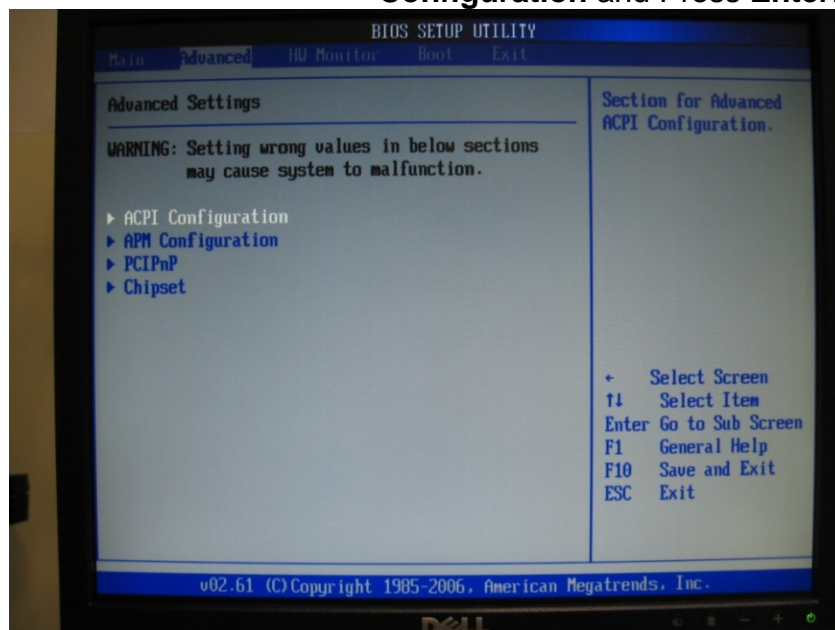 Configuration and Press Enter.
BIOS SETUP UTILITY
Main Advanced HW Monitor Boot Exit
Advanced Settings
WARNING: Setting wrong values in below sections
may cause system to malfunction.
▶ ACPI Configuration
▶ APM Configuration
▶ PCIPnP
▶ Chipset
Section for Advanced
ACPI Configuration.
← Select Screen
↑↓ Select Item
Enter Go to Sub Screen
F1 General Help
F10 Save and Exit
ESC Exit
v02.61 (C)Copyright 1985-2006, American Megatrends, Inc.
DELL